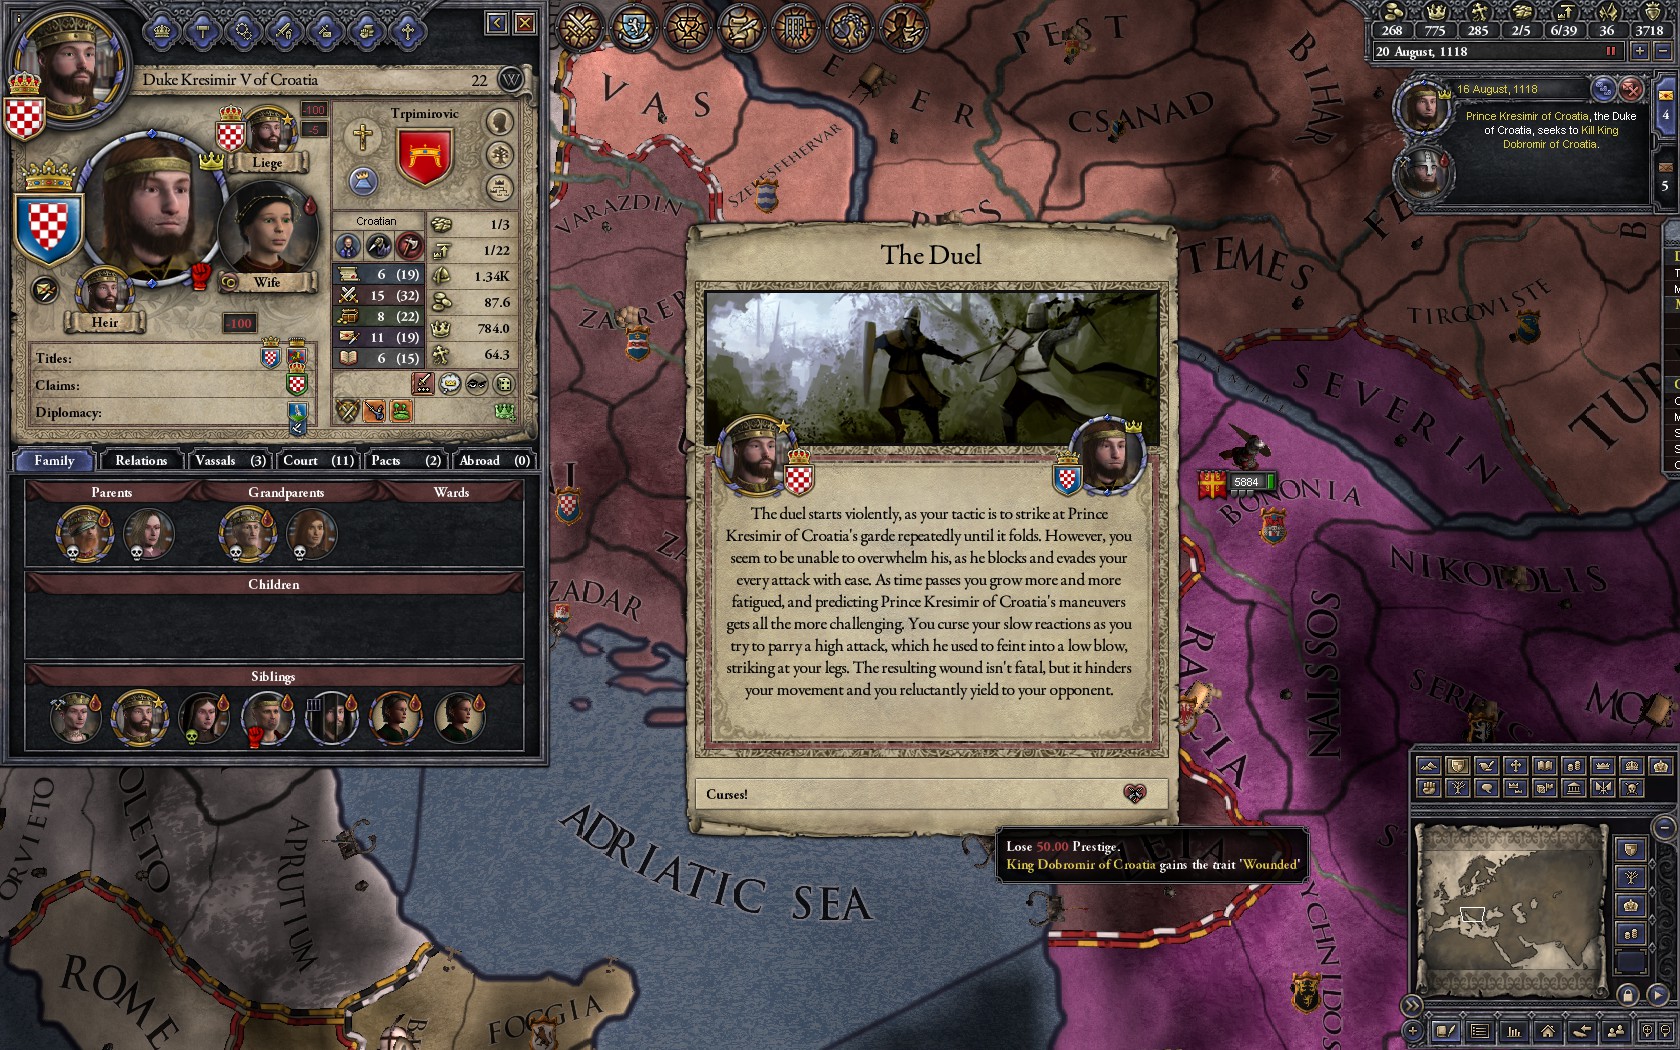 Duke Kresimir V of Croatia
22
W
-100
-5
Liege
Trpimirovic
Wife
Heir
-100
Croatian
6 (19)
15 (32)
8 (22)
11 (19)
6 (15)
1/3
1/22
1.34K
87.6
784.0
64.3
Titles:
Claims:
Diplomacy:
Family
Relations
Vassals (3)
Court (11)
Pacts (2)
Abroad (0)
Parents
Grandparents
Wards
Children
Siblings
268
775
285
2/5
6/39
36
3718
20 August, 1118
16 August, 1118
Prince Kresimir of Croatia, the Duke
of Croatia, seeks to Kill King
Dobromir of Croatia.
4
5
The Duel
The duel starts violently, as your tactic is to strike at Prince
Kresimir of Croatia's garde repeatedly until it folds. However, you
seem to be unable to overwhelm his, as he blocks and evades your
every attack with ease. As time passes you grow more and more
fatigued, and predicting Prince Kresimir of Croatia's maneuvers
gets all the more challenging. You curse your slow reactions as you
try to parry a high attack, which he used to feint into a low blow,
striking at your legs. The resulting wound isn't fatal, but it hinders
your movement and you reluctantly yield to your opponent.
Curses!
Lose 50.00 Prestige.
King Dobromir of Croatia gains the trait 'Wounded'
VAS
PEST
BIHAR
CSANAD
SZEKESFEHERVAR
VARAZDIN
TEMES
TIRGOVISTE
SEVERIN
5884
BONONIA
NIKOPOLIS
NAISSOS
ZADAR
ADRIATIC SEA
ORVIETO
APRUTIUM
ROME
FOGGIA